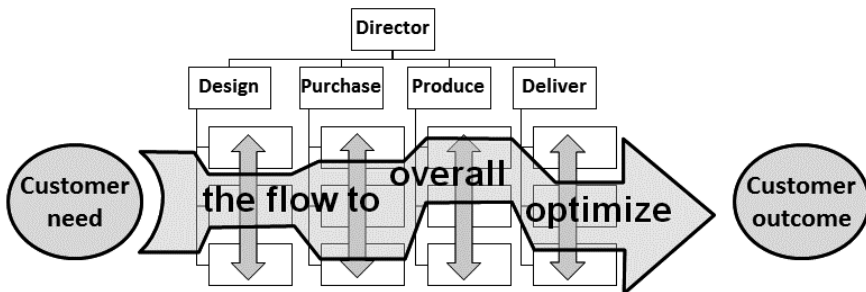 Director
Design Purchase Produce Deliver
Customer
need
the flow to overall optimize
Customer
outcome